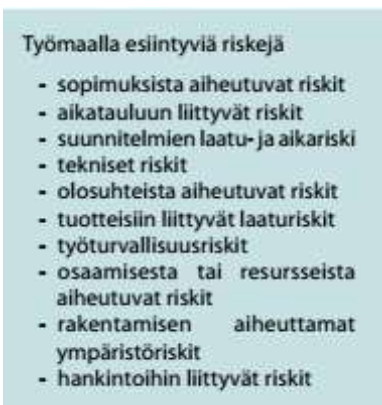 Työmaalla esiintyviä riskejä
- sopimuksista aiheutuvat riskit
- aikatauluun liittyvät riskit
- suunnitelmien laatu- ja aikariski
- tekniset riskit
- olosuhteista aiheutuvat riskit
- tuotteisiin liittyvät laaturiskit
- työturvallisuusriskit
- osaamisesta tai resursseista
aiheutuvat riskit
- rakentamisen aiheuttamat
ympäristöriskit
- hankintoihin liittyvät riskit